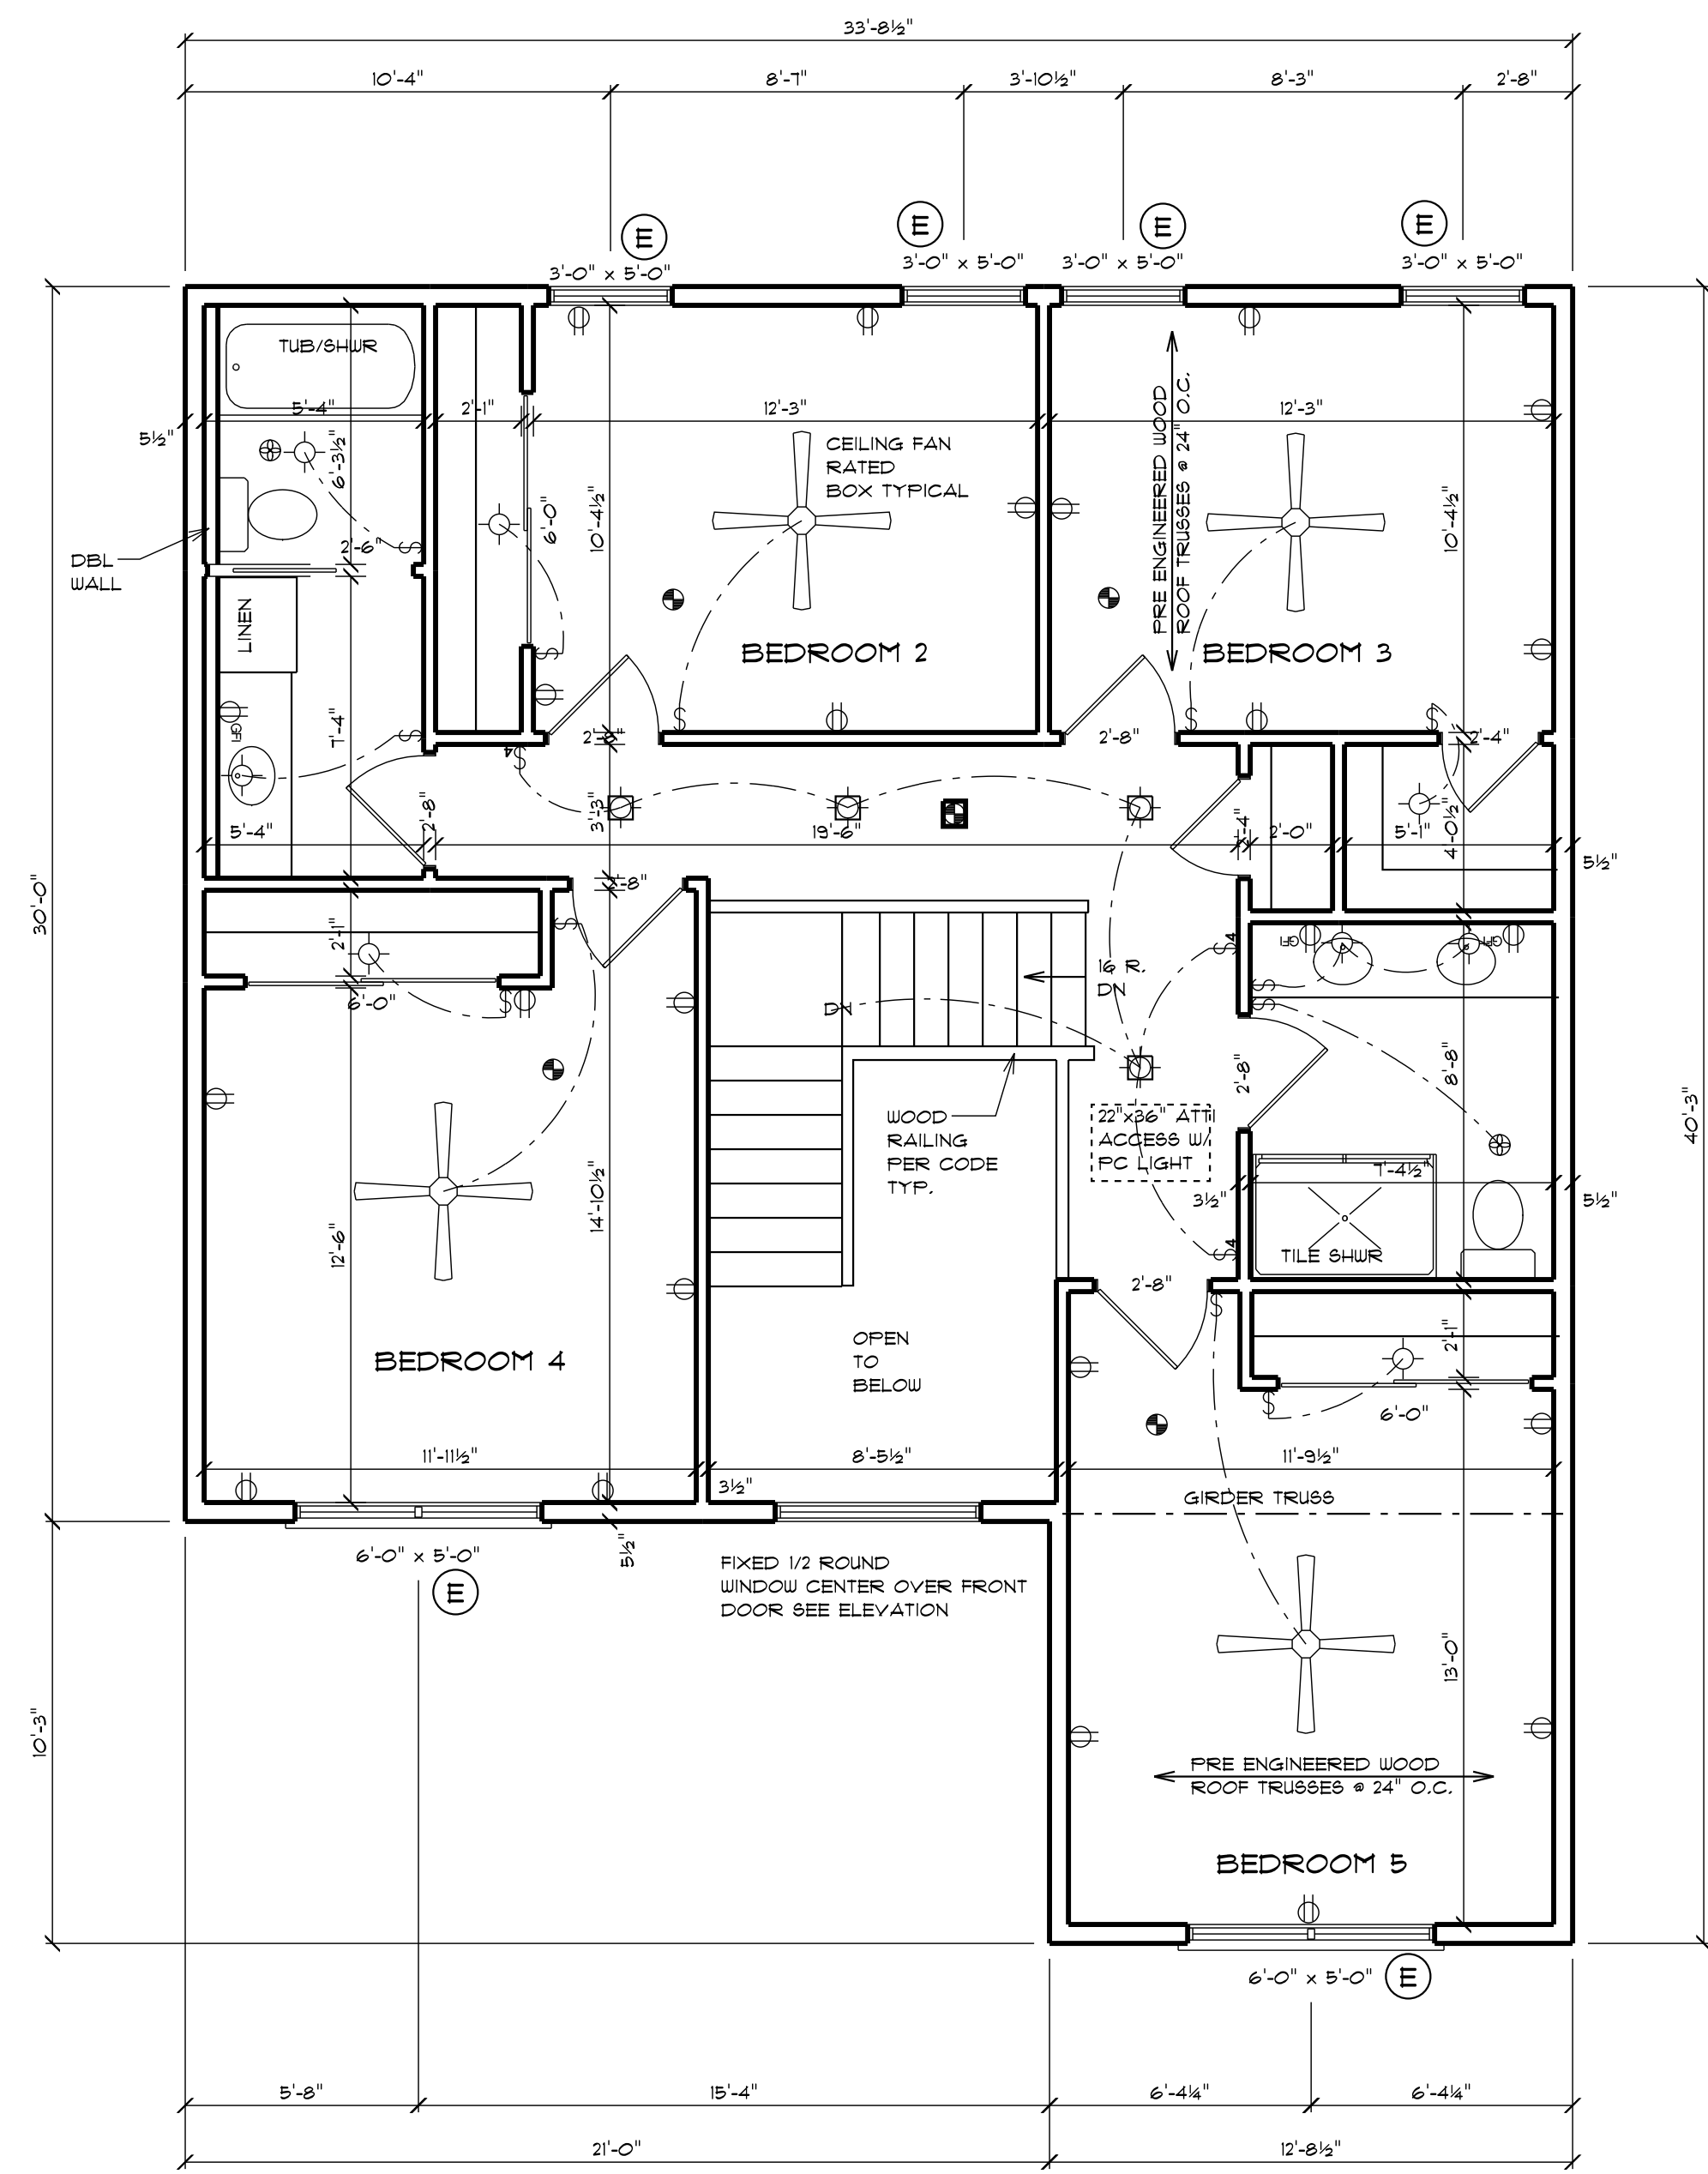 33'-8½"
10'-4"
8'-7"
3'-10½"
8'-3"
2'-8"
E
E
E
E
3'-0" x 5'-0"
3'-0" x 5'-0"
3'-0" x 5'-0"
3'-0" x 5'-0"
TUB/SHWR
5'-4"
2'-1"
12'-3"
12'-3"
5½"
6'-3½"
CEILING FAN
RATED
BOX TYPICAL
PRE ENGINEERED WOOD
ROOF TRUSSES @ 24" O.C.
6'-0"
10'-4½"
10'-4½"
2'-6"
DBL
WALL
LINEN
BEDROOM 2
BEDROOM 3
GFI
7'-4"
4
2'-8"
2'-4"
2'-8"
3'-3"
4'-0½"
5'-4"
19'-6"
2'-0"
5'-1"
5½"
30'-0"
2'-8"
2'-1"
4
GFI
GFI
16 R.
DN
DN
6'-0"
2'-8"
8'-8"
40'-3"
WOOD
RAILING
PER CODE
TYP.
22"x36" ATTI
ACCESS W/
PC LIGHT
7'-4½"
3½"
5½"
14'-10½"
12'-6"
4
TILE SHWR
2'-8"
OPEN
TO
BELOW
BEDROOM 4
2'-1"
6'-0"
11'-11½"
8'-5½"
11'-9½"
3½"
GIRDER TRUSS
6'-0" x 5'-0"
E
5½"
FIXED 1/2 ROUND
WINDOW CENTER OVER FRONT
DOOR SEE ELEVATION
13'-0"
10'-3"
PRE ENGINEERED WOOD
ROOF TRUSSES @ 24" O.C.
BEDROOM 5
6'-0" x 5'-0"
E
5'-8"
15'-4"
6'-4¼"
6'-4¼"
21'-0"
12'-8½"